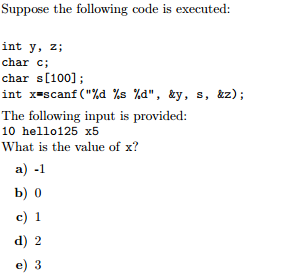 Suppose the following code is executed:
int y, z;
char c;
char s[100];
int x=scanf("%d %s %d", &y, s, &z);
The following input is provided:
10 hello125 x5
What is the value of x?
a) -1
b) 0
c) 1
d) 2
e) 3